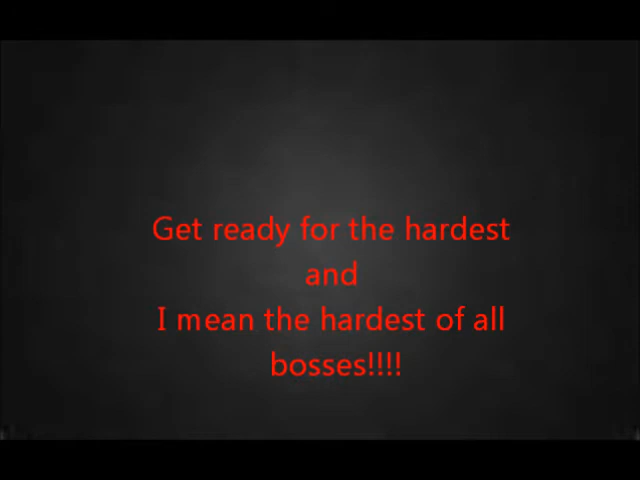 Get ready for the hardest
and
I mean the hardest of all
bosses!!!!